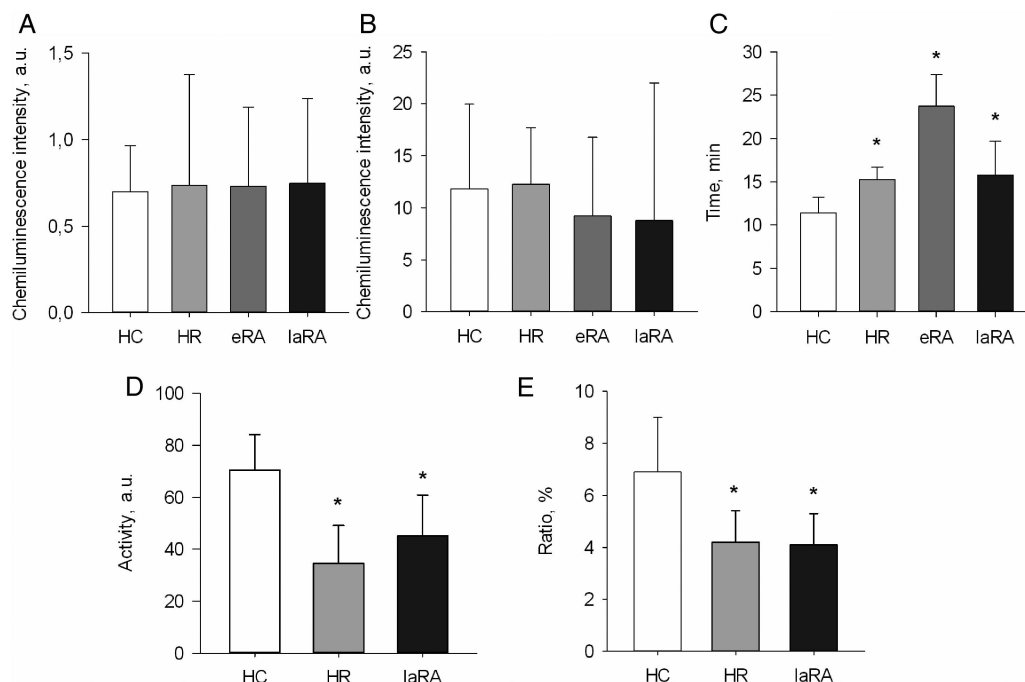 A
Chemiluminescence intensity, a.u.
1,5
1,0
0,5
0,0
HC HR eRA laRA
B
Chemiluminescence intensity, a.u.
25
20
15
10
5
0
HC HR eRA laRA
C
Time, min
30
25
20
15
10
5
0
* * *
HC HR eRA laRA
D
Activity, a.u.
100
80
60
40
20
0
* *
HC HR laRA
E
Ratio, %
10
8
6
4
2
0
* *
HC HR laRA